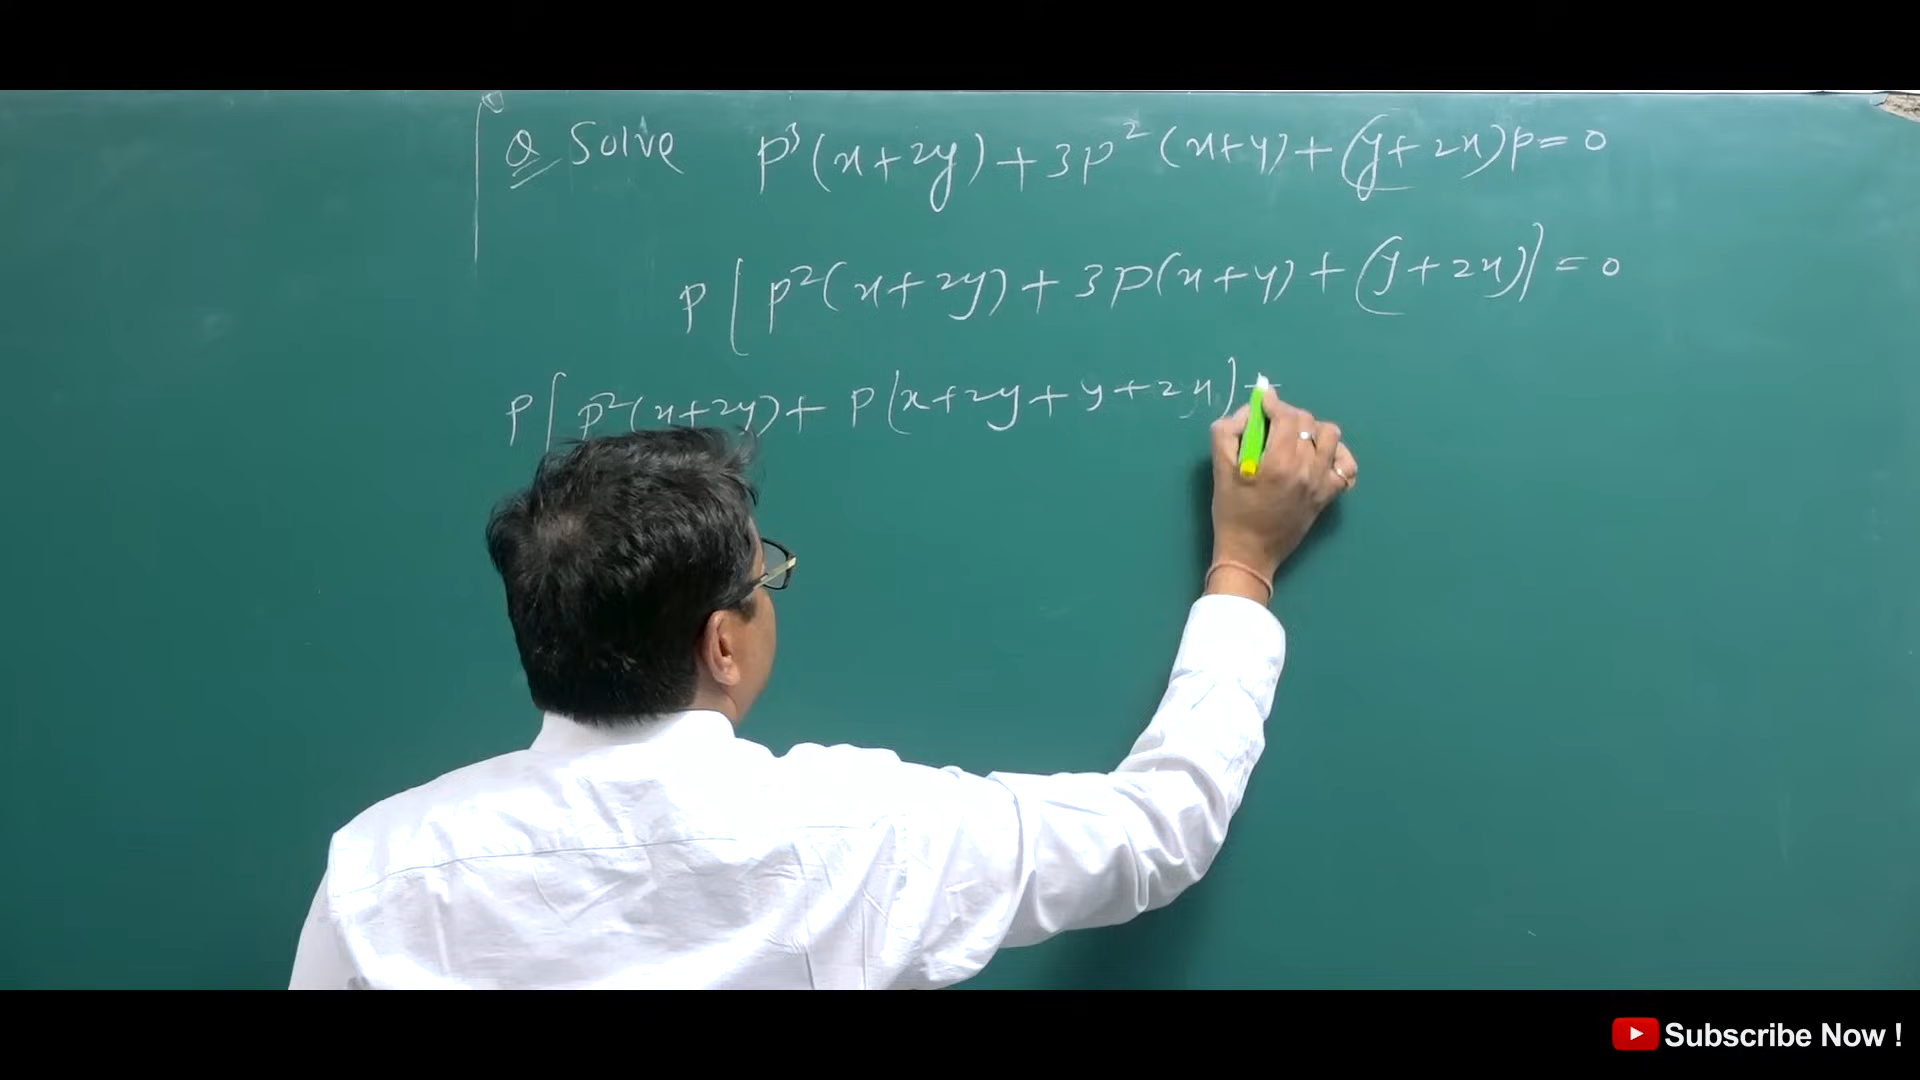 Q Solve p³(x+2y)+3p²(x+y)+(y+2x)p=0
p[p²(x+2y)+3p(x+y)+(y+2x)]=0
p[p²(x+2y)+p(x+2y+y+2x)+
Subscribe Now !